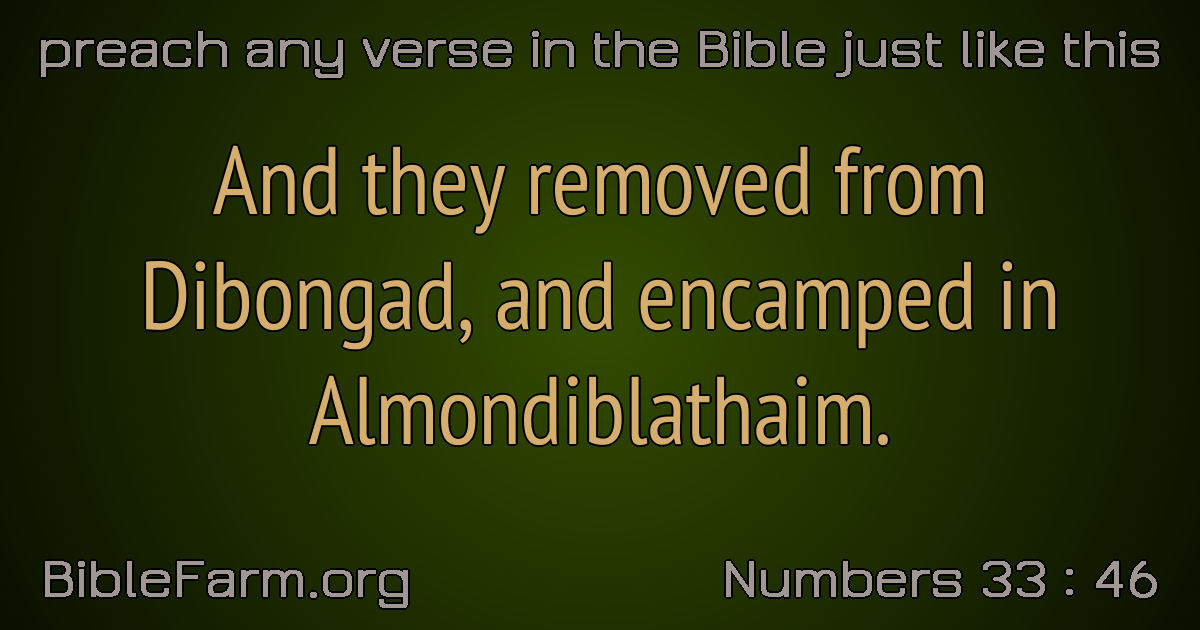 preach any verse in the Bible just like this
And they removed from
Dibongad, and encamped in
Almondiblathaim.
BibleFarm.org
Numbers 33 : 46